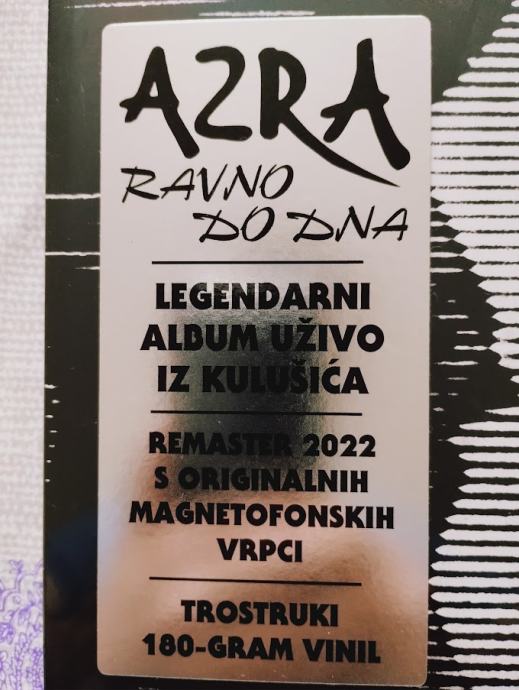 AZRA
RAVNO
DO DNA
LEGENDARNI
ALBUM UŽIVO
IZ KULUŠIĆA
REMASTER 2022
S ORIGINALNIH
MAGNETOFONSKIH
VRPCI
TROSTRUKI
180-GRAM VINIL